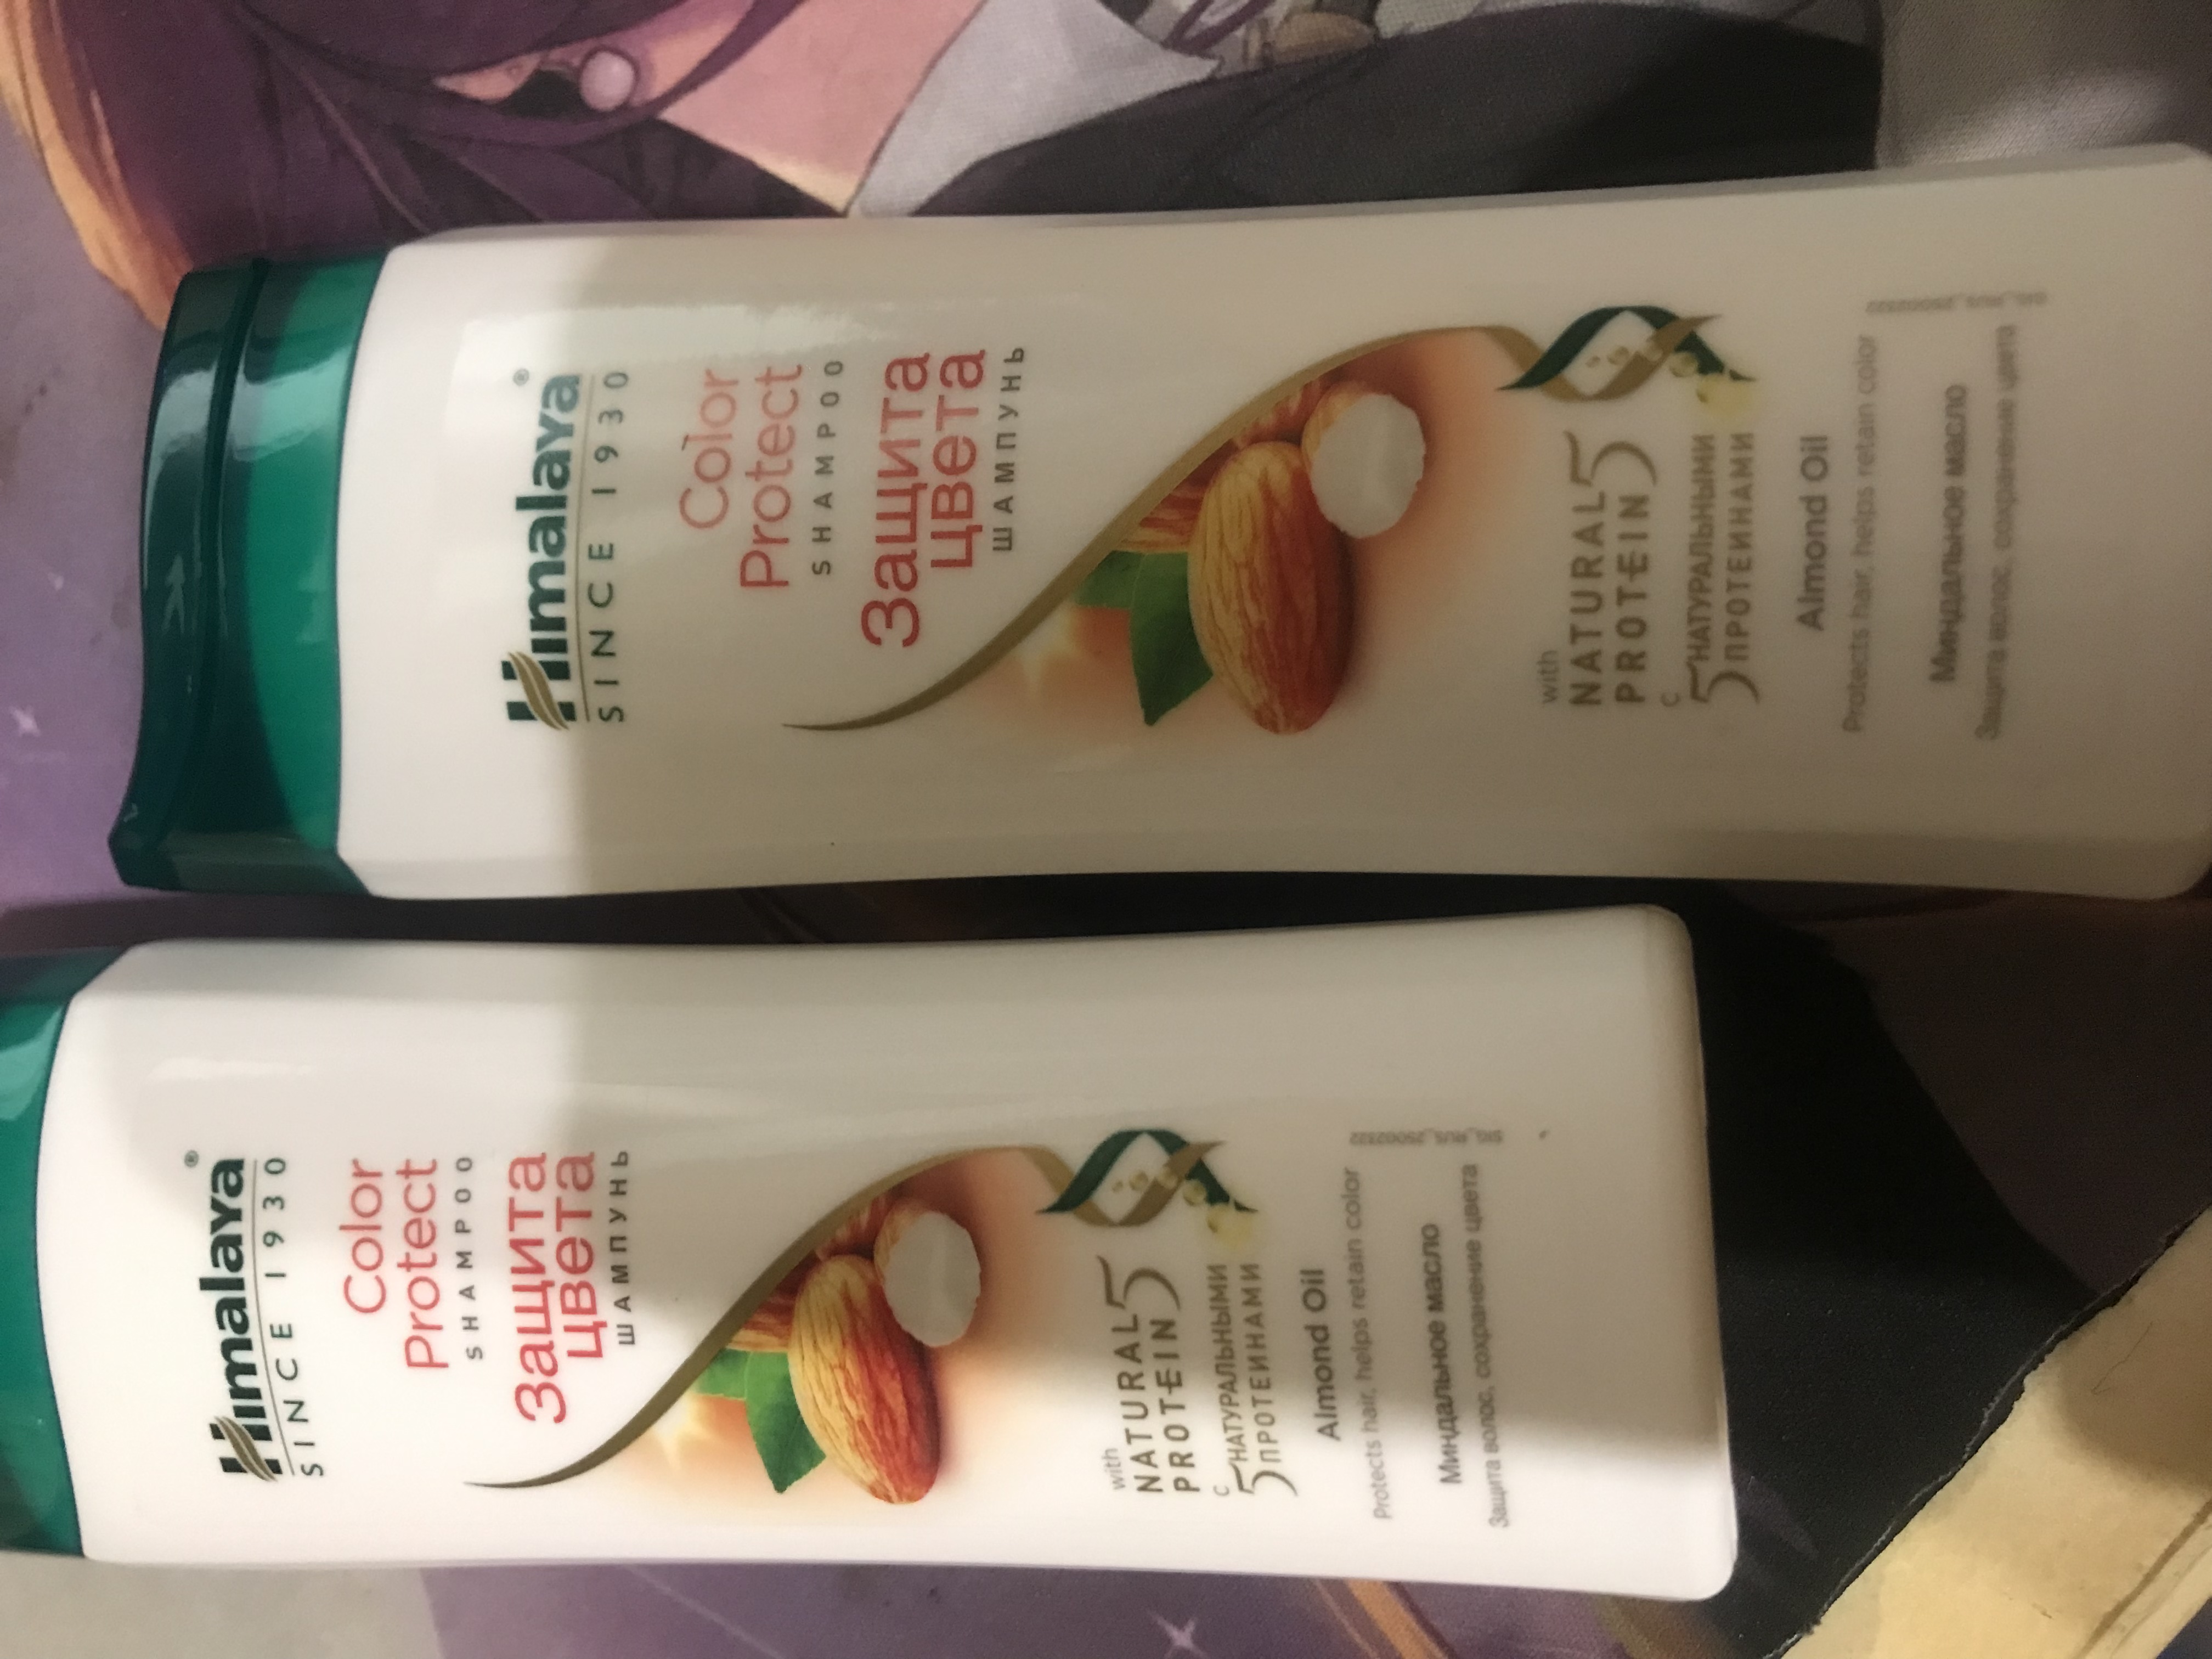 Himalaya®
SINCE 1930
Color
Protect
SHAMPOO
Защита
цвета
ШАМПУНЬ
with
NATURAL 5
PROTEIN
с
5 НАТУРАЛЬНЫМИ
ПРОТЕИНАМИ
Almond Oil
Protects hair, helps retain color
Миндальное масло
Защита волос, сохранение цвета
Himalaya®
SINCE 1930
Color
Protect
SHAMPOO
Защита
цвета
ШАМПУНЬ
with
NATURAL 5
PROTEIN
с
5 НАТУРАЛЬНЫМИ
ПРОТЕИНАМИ
Almond Oil
Protects hair, helps retain color
Миндальное масло
Защита волос, сохранение цвета